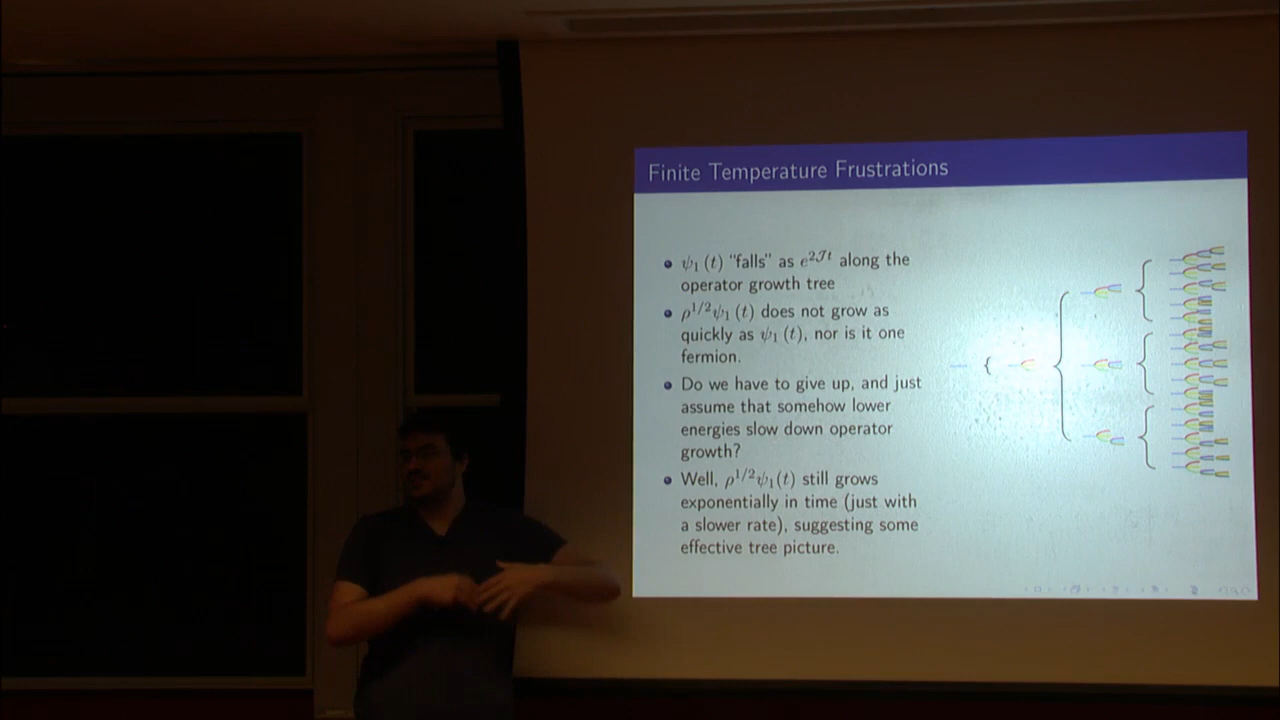 Finite Temperature Frustrations
ψ₁(t) "falls" as e^{2𝒥t} along the
operator growth tree
ρ^{1/2}ψ₁(t) does not grow as
quickly as ψ₁(t), nor is it one
fermion.
Do we have to give up, and just
assume that somehow lower
energies slow down operator
growth?
Well, ρ^{1/2}ψ₁(t) still grows
exponentially in time (just with
a slower rate), suggesting some
effective tree picture.